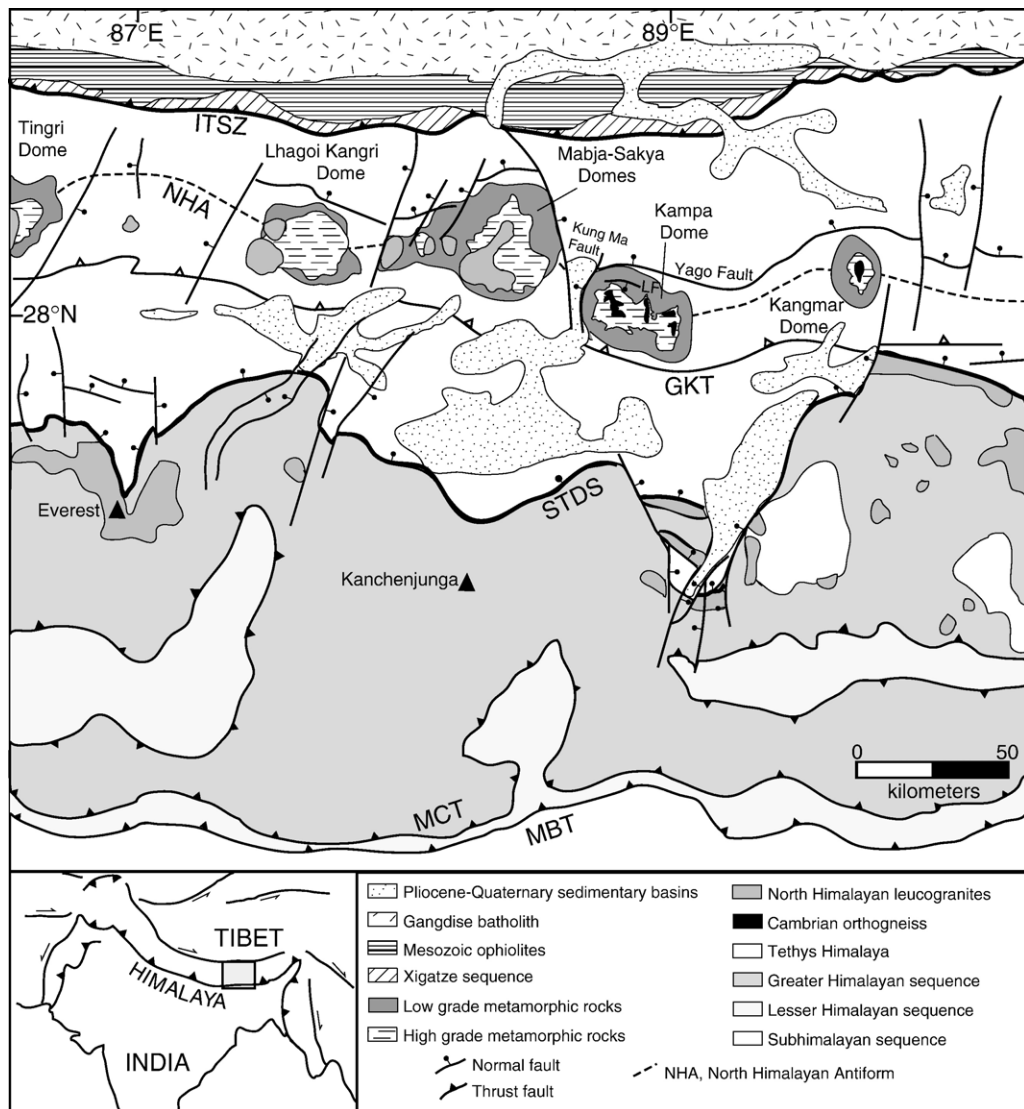 87°E
89°E
ITSZ
Tingri
Dome
Lhagoi Kangri
Dome
Mabja-Sakya
Domes
NHA
Kampa
Dome
Kung Ma
Fault
Yago Fault
LF
28°N
Kangmar
Dome
GKT
STDS
Everest
Kanchenjunga
0
50
kilometers
MCT
MBT
TIBET
HIMALAYA
INDIA
Pliocene-Quaternary sedimentary basins
Gangdise batholith
Mesozoic ophiolites
Xigatze sequence
Low grade metamorphic rocks
High grade metamorphic rocks
Normal fault
Thrust fault
North Himalayan leucogranites
Cambrian orthogneiss
Tethys Himalaya
Greater Himalayan sequence
Lesser Himalayan sequence
Subhimalayan sequence
NHA, North Himalayan Antiform